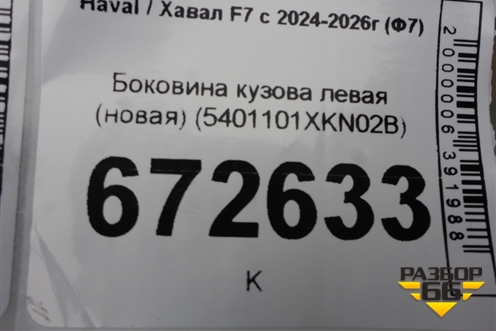 Haval / Хавал F7 с 2024-2026г (Ф7)
Боковина кузова левая
(новая) (5401101XKN02B)
672633
К
2000006391988
РАЗБОР
66